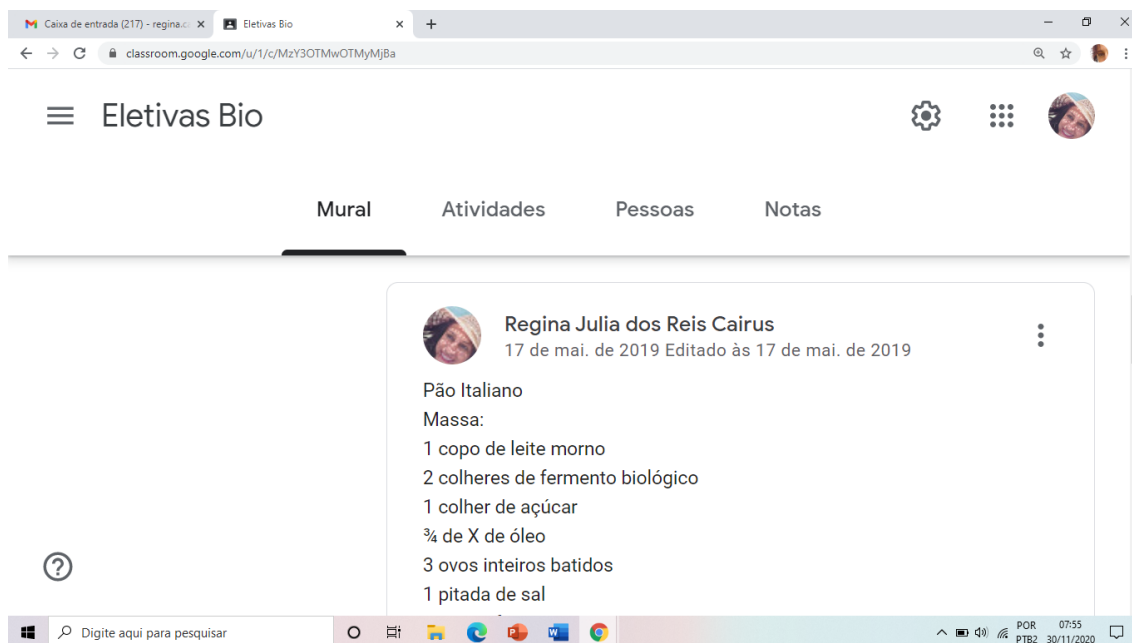 Caixa de entrada (217) - regina.c
Eletivas Bio
classroom.google.com/u/1/c/MzY3OTMwOTMyMjBa
Eletivas Bio
Mural Atividades Pessoas Notas
Regina Julia dos Reis Cairus
17 de mai. de 2019 Editado às 17 de mai. de 2019
Pão Italiano
Massa:
1 copo de leite morno
2 colheres de fermento biológico
1 colher de açúcar
¾ de X de óleo
3 ovos inteiros batidos
1 pitada de sal
Digite aqui para pesquisar
POR 07:55
PTB2 30/11/2020